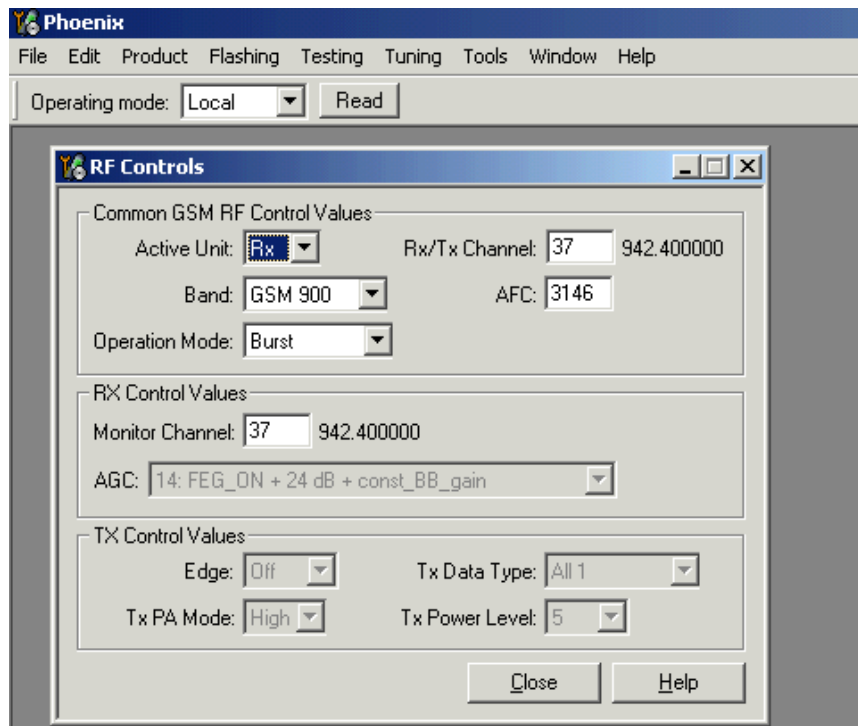 Phoenix
File Edit Product Flashing Testing Tuning Tools Window Help
Operating mode: Local Read
RF Controls
Common GSM RF Control Values
Active Unit: Rx Rx/Tx Channel: 37 942.400000
Band: GSM 900 AFC: 3146
Operation Mode: Burst
RX Control Values
Monitor Channel: 37 942.400000
AGC: 14: FEG_ON + 24 dB + const_BB_gain
TX Control Values
Edge: Off Tx Data Type: All 1
Tx PA Mode: High Tx Power Level: 5
Close Help